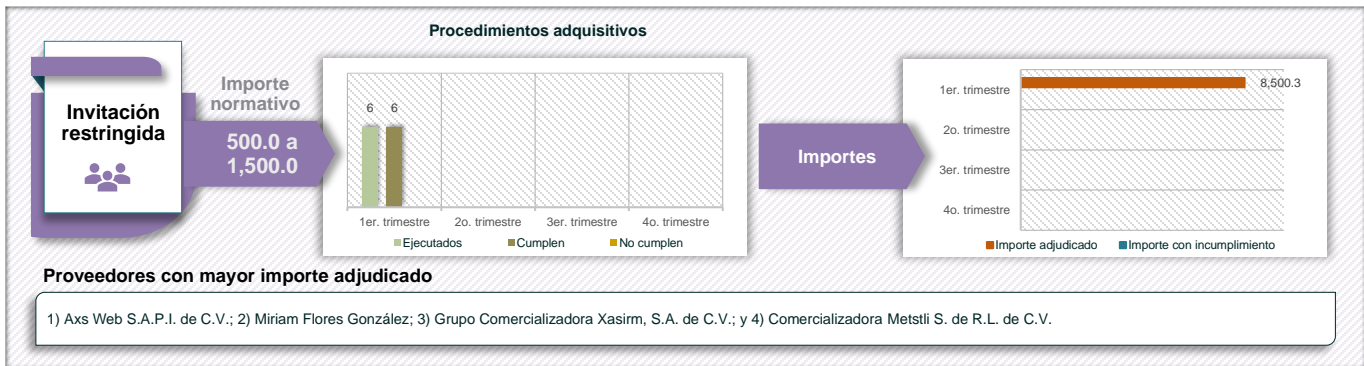 Procedimientos adquisitivos
Invitación
restringida
Importe
normativo
500.0 a
1,500.0
6 6
1er. trimestre 2o. trimestre 3er. trimestre 4o. trimestre
Ejecutados Cumplen No cumplen
Importes
1er. trimestre 8,500.3
2o. trimestre
3er. trimestre
4o. trimestre
Importe adjudicado Importe con incumplimiento
Proveedores con mayor importe adjudicado
1) Axs Web S.A.P.I. de C.V.; 2) Miriam Flores González; 3) Grupo Comercializadora Xasirm, S.A. de C.V.; y 4) Comercializadora Metstli S. de R.L. de C.V.